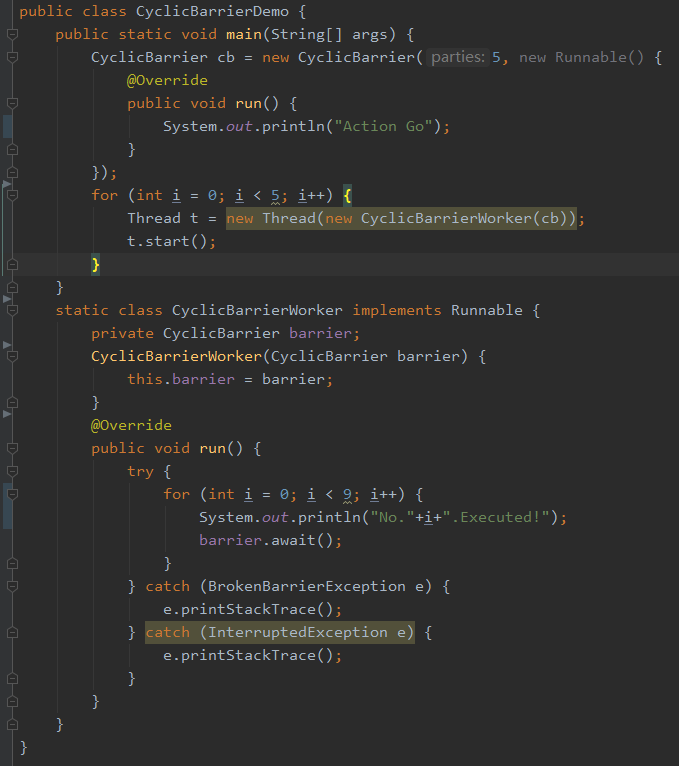 public class CyclicBarrierDemo {
    public static void main(String[] args) {
        CyclicBarrier cb = new CyclicBarrier( parties: 5, new Runnable() {
            @Override
            public void run() {
                System.out.println("Action Go");
            }
        });
        for (int i = 0; i < 5; i++) {
            Thread t = new Thread(new CyclicBarrierWorker(cb));
            t.start();
        }
    }
    static class CyclicBarrierWorker implements Runnable {
        private CyclicBarrier barrier;
        CyclicBarrierWorker(CyclicBarrier barrier) {
            this.barrier = barrier;
        }
        @Override
        public void run() {
            try {
                for (int i = 0; i < 9; i++) {
                    System.out.println("No."+i+".Executed!");
                    barrier.await();
                }
            } catch (BrokenBarrierException e) {
                e.printStackTrace();
            } catch (InterruptedException e) {
                e.printStackTrace();
            }
        }
    }
}